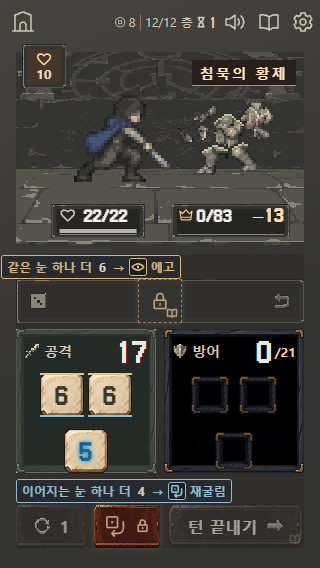 8 12/12 층 1
10
침묵의 황제
22/22
0/83 –13
같은 눈 하나 더 6 → 예고
공격 17
방어 0/21
6 6
5
이어지는 눈 하나 더 4 → 재굴림
1
턴 끝내기